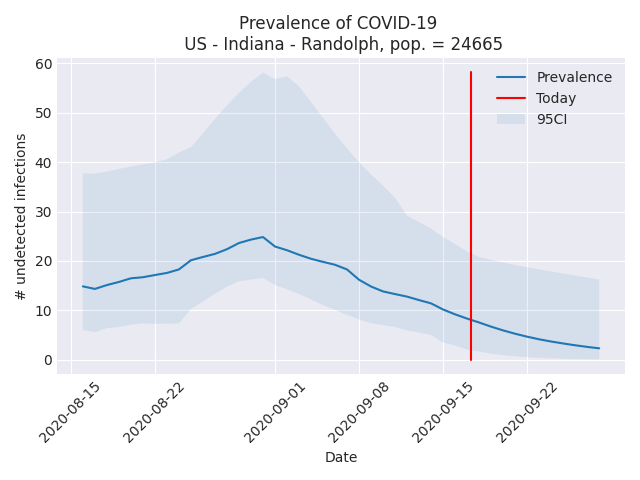 Prevalence of COVID-19
US - Indiana - Randolph, pop. = 24665
# undetected infections
60
50
40
30
20
10
0
Prevalence
Today
95CI
2020-08-15
2020-08-22
2020-09-01
2020-09-08
2020-09-15
2020-09-22
Date